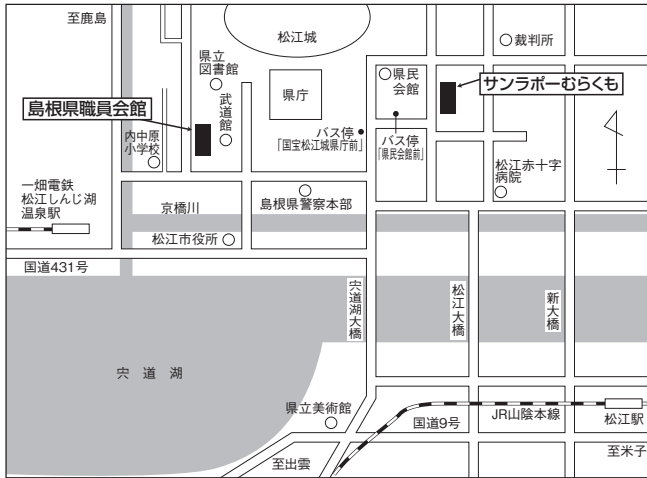 至鹿島
松江城
裁判所
県立
図書館
県民
会館
サンラポーむらくも
県庁
島根県職員会館
武道館
バス停
「国宝松江城県庁前」
バス停
「県民会館前」
内中原
小学校
松江赤十字
病院
一畑電鉄
松江しんじ湖
温泉駅
京橋川
島根県警察本部
松江市役所
国道431号
宍道湖大橋
松江大橋
新大橋
宍道湖
県立美術館
国道9号
JR山陰本線
松江駅
至出雲
至米子